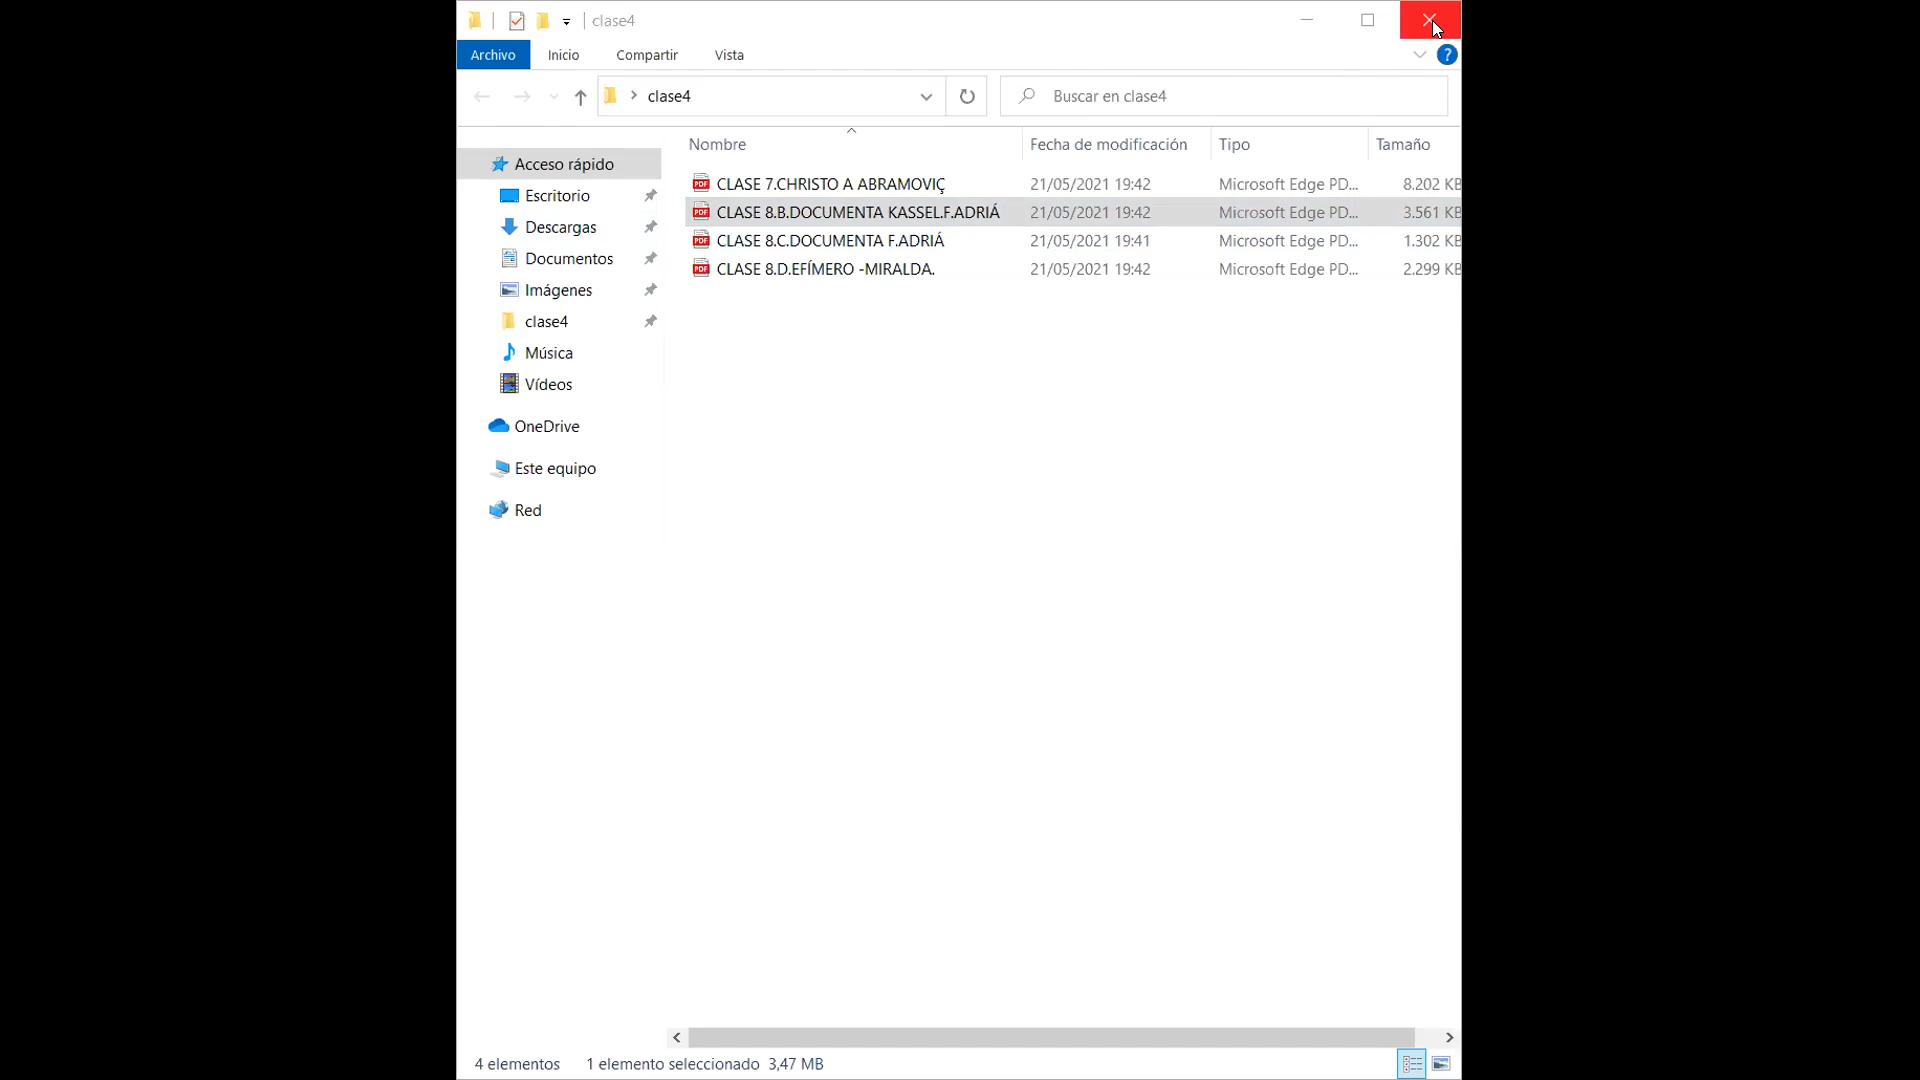 clase4
Archivo Inicio Compartir Vista ?
clase4 Buscar en clase4
Nombre Fecha de modificación Tipo Tamaño
Acceso rápido
Escritorio
Descargas
Documentos
Imágenes
clase4
Música
Vídeos
OneDrive
Este equipo
Red
PDF CLASE 7.CHRISTO A ABRAMOVIÇ 21/05/2021 19:42 Microsoft Edge PD... 8.202 KB
PDF CLASE 8.B.DOCUMENTA KASSEL.F.ADRIÁ 21/05/2021 19:42 Microsoft Edge PD... 3.561 KB
PDF CLASE 8.C.DOCUMENTA F.ADRIÁ 21/05/2021 19:41 Microsoft Edge PD... 1.302 KB
PDF CLASE 8.D.EFÍMERO -MIRALDA. 21/05/2021 19:42 Microsoft Edge PD... 2.299 KB
4 elementos 1 elemento seleccionado 3,47 MB